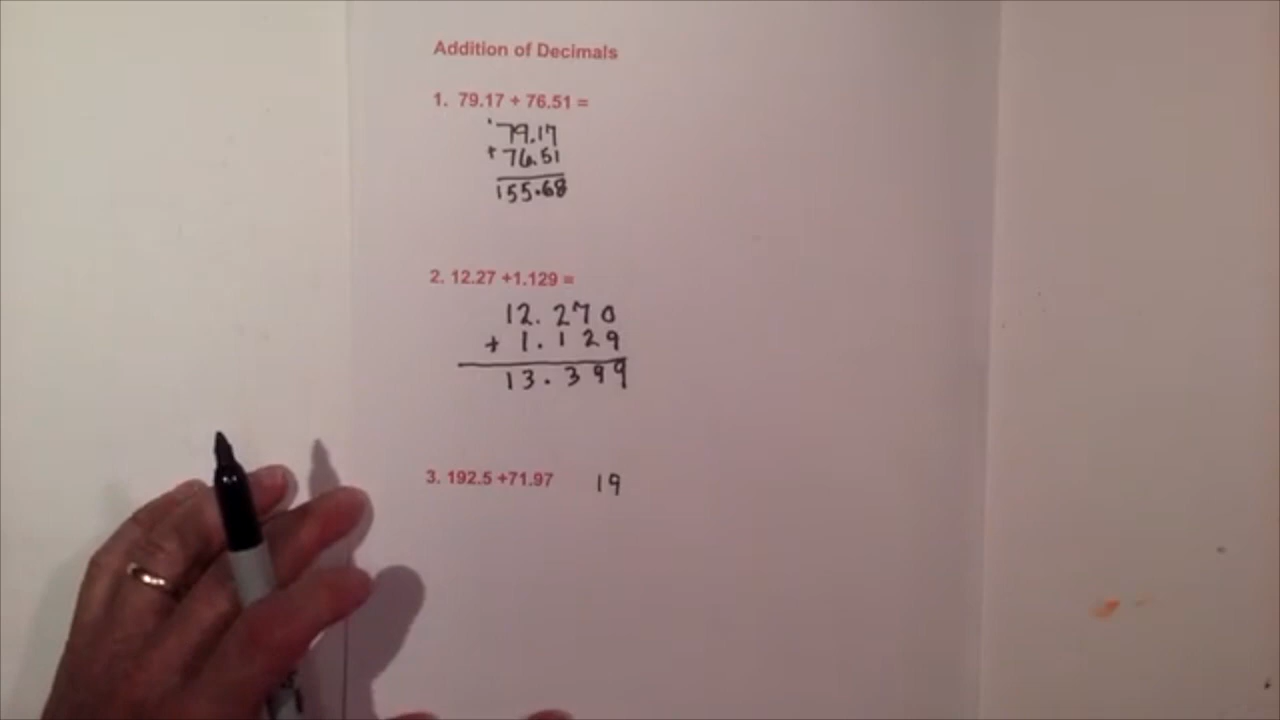 Addition of Decimals
1. 79.17 + 76.51 =
1
79.17
+ 76.51
155.68
2. 12.27 +1.129 =
12.270
+ 1.129
13.399
3. 192.5 +71.97 19